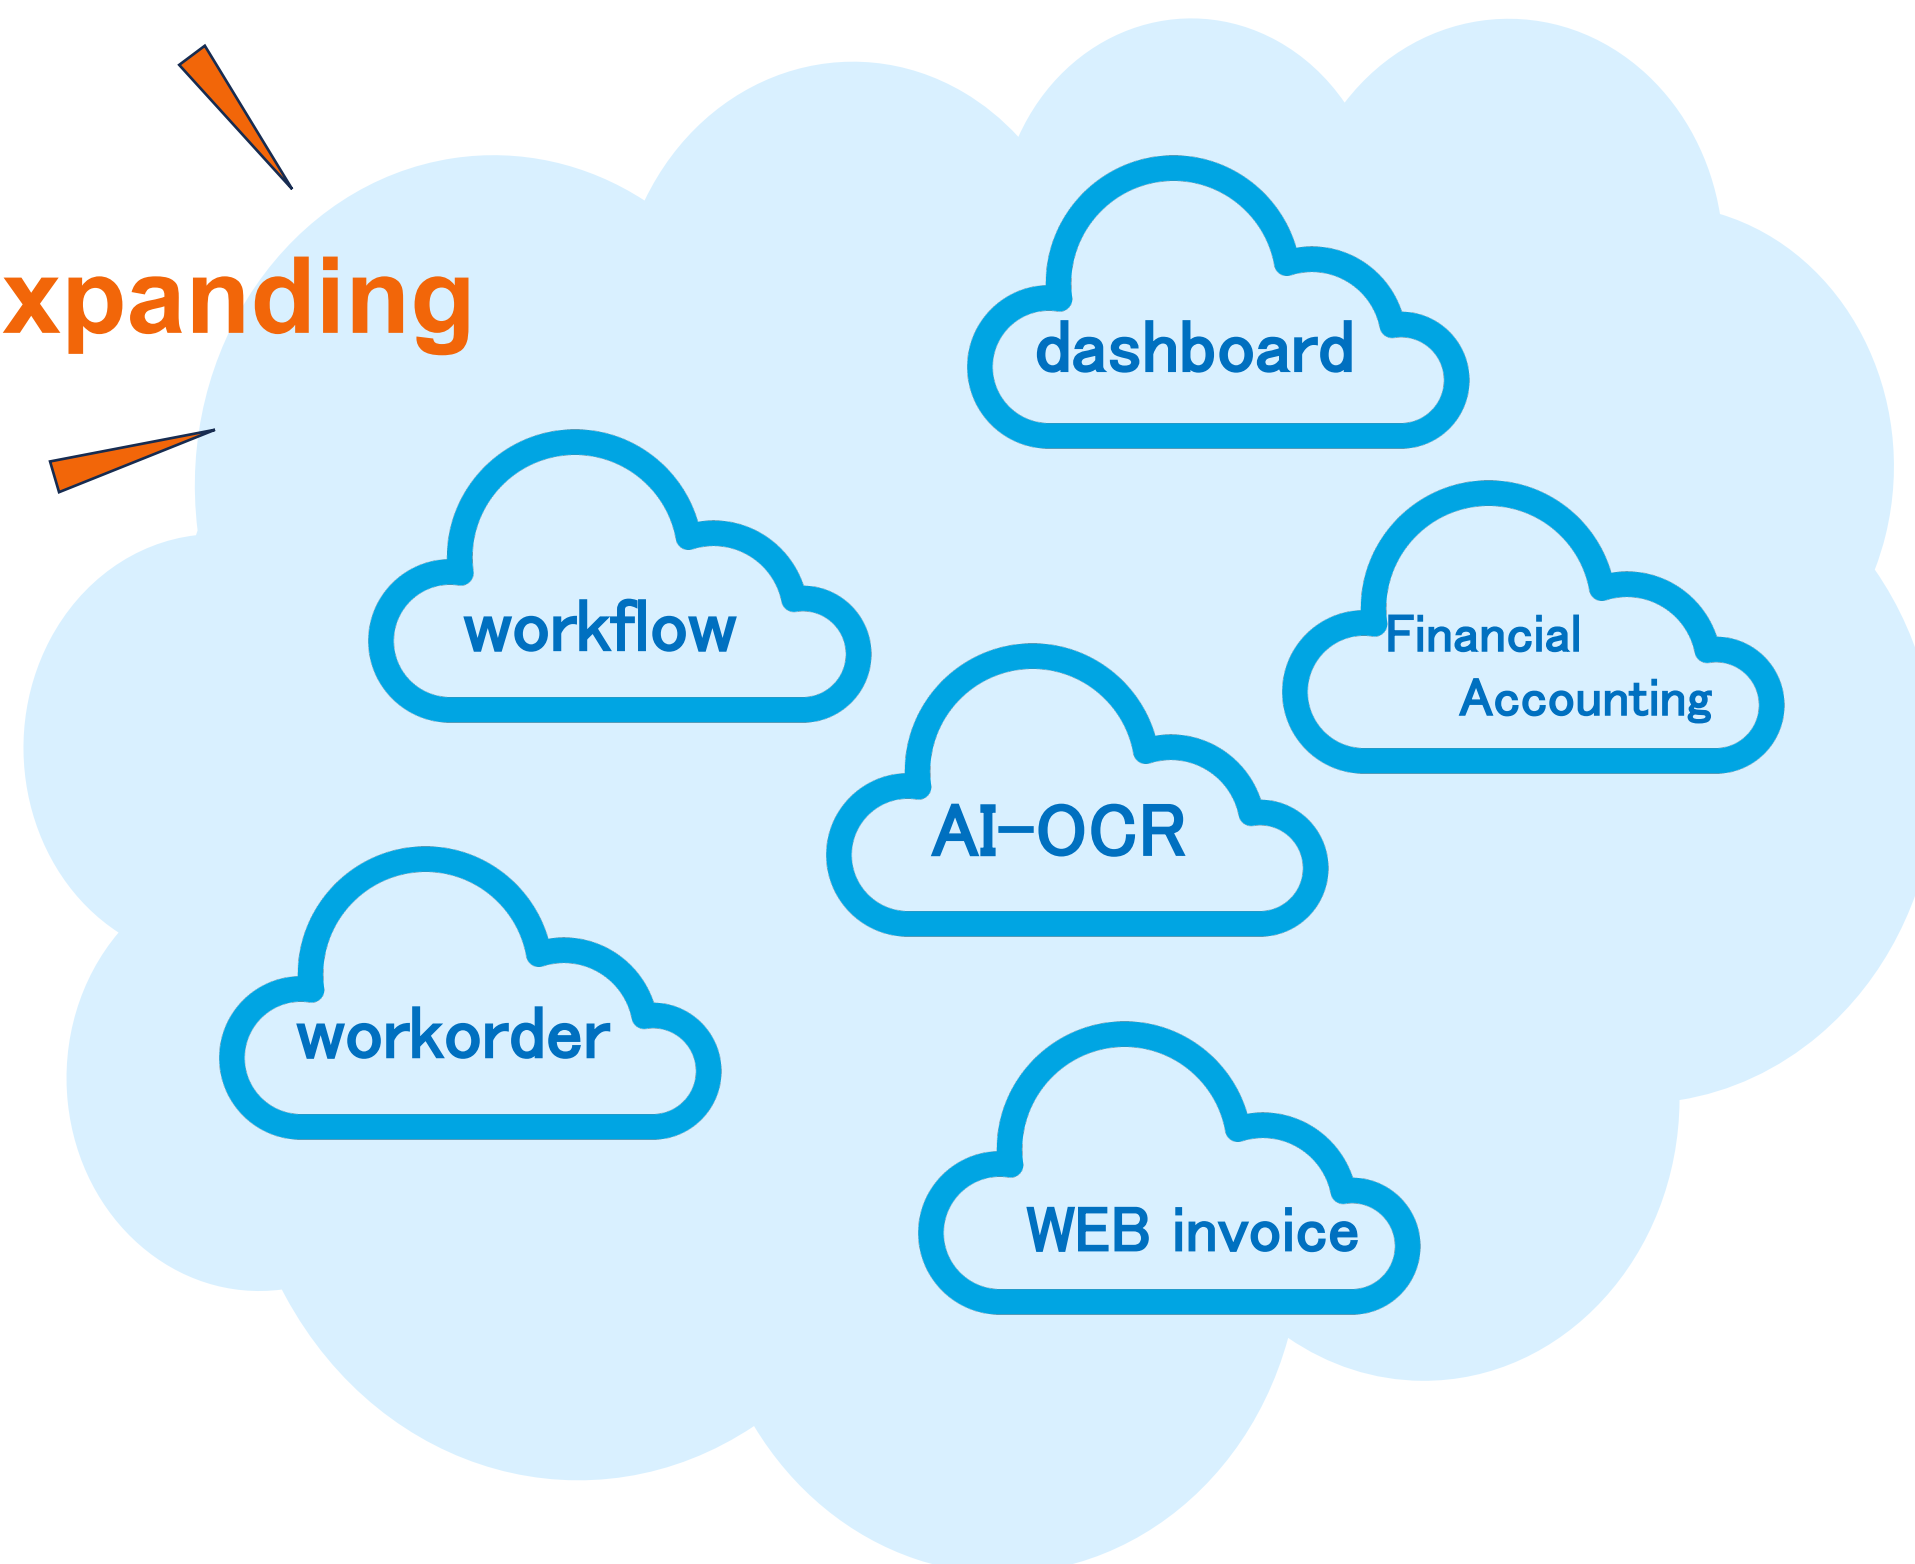 xpanding
dashboard
workflow
Financial
Accounting
AI-OCR
workorder
WEB invoice